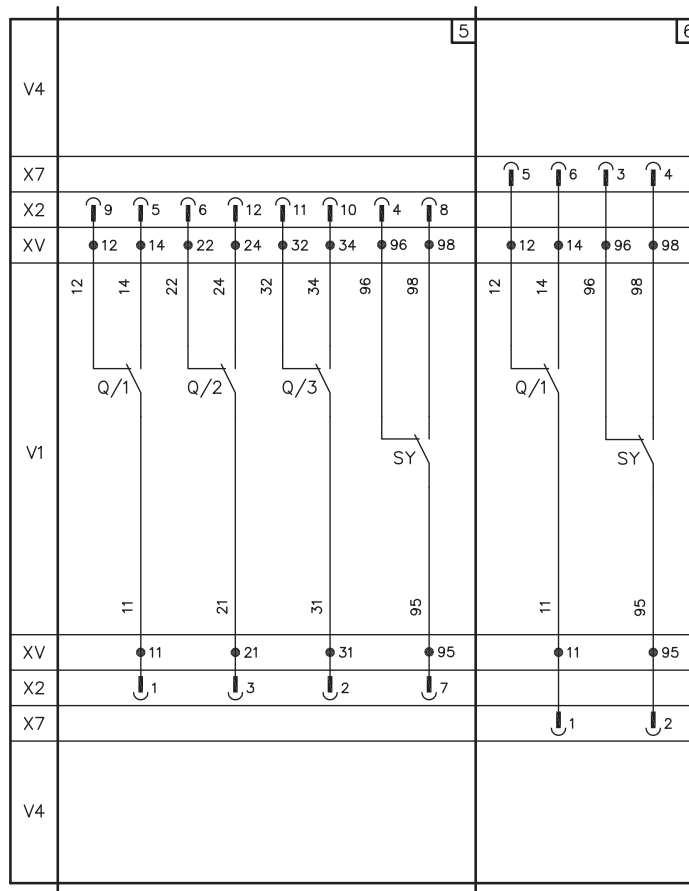 5 6
V4
X7 5 6 3 4
X2 9 5 6 12 11 10 4 8
XV 12 14 22 24 32 34 96 98 12 14 96 98
12 14 22 24 32 34 96 98 12 14 96 98
Q/1 Q/2 Q/3 Q/1
V1 SY SY
11 21 31 95 11 95
XV 11 21 31 95 11 95
X2 1 3 2 7
X7 1 2
V4